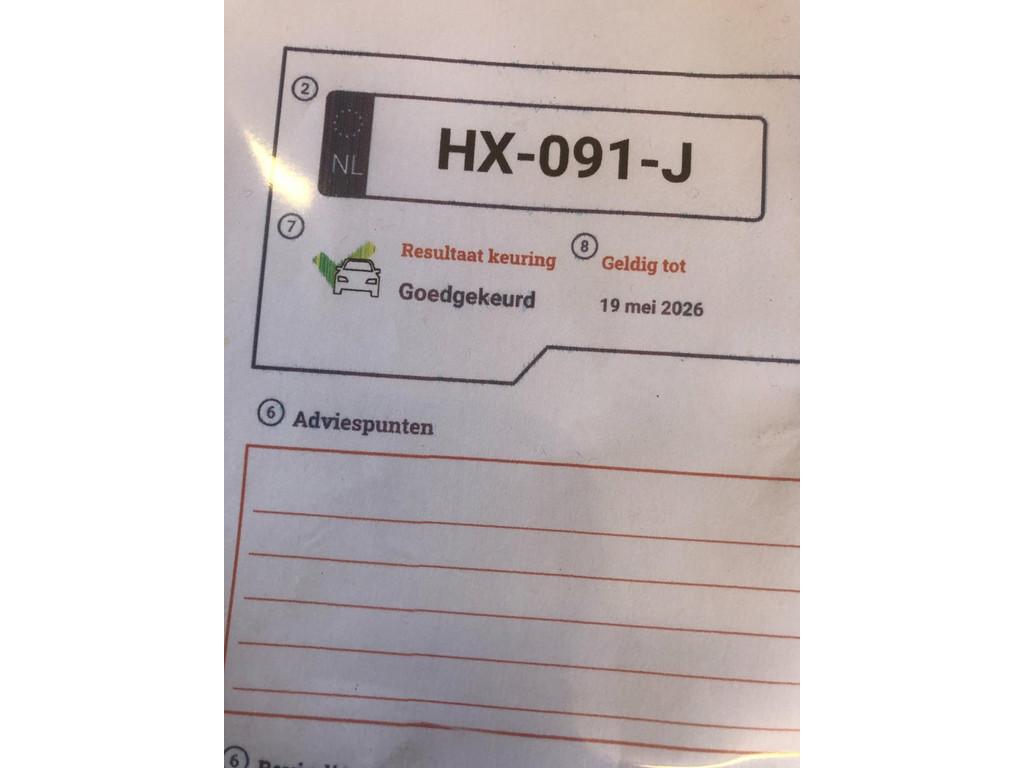 2
NL HX-091-J
7 Resultaat keuring 8 Geldig tot
Goedgekeurd 19 mei 2026
6 Adviespunten
6